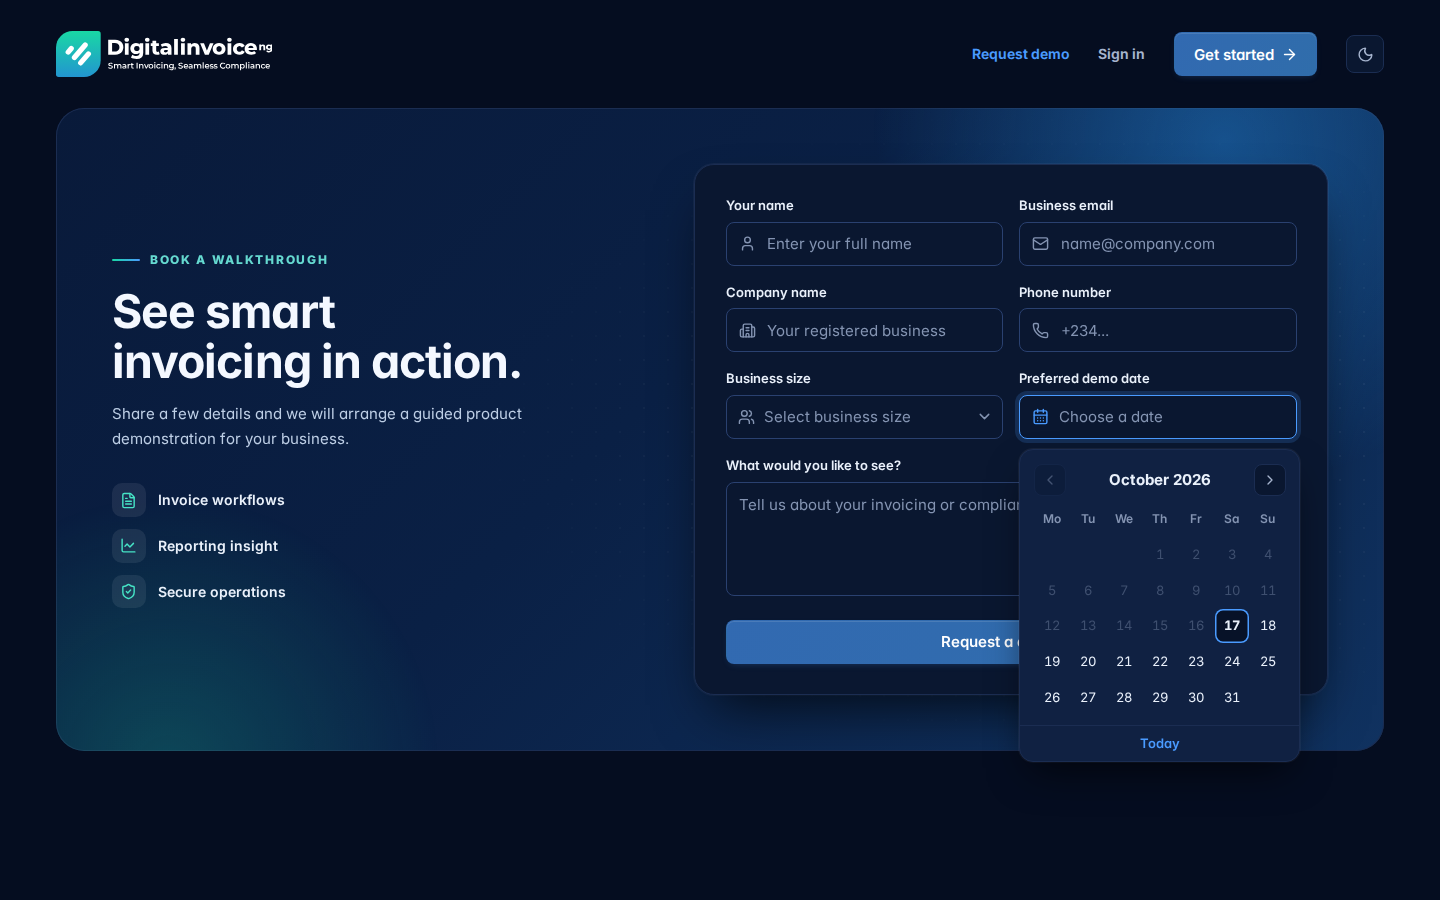 Digitalinvoice ng
Smart Invoicing, Seamless Compliance
Request demo
Sign in
Get started
BOOK A WALKTHROUGH
See smart
invoicing in action.
Share a few details and we will arrange a guided product
demonstration for your business.
Invoice workflows
Reporting insight
Secure operations
Your name
Business email
Enter your full name
name@company.com
Company name
Phone number
Your registered business
+234...
Business size
Preferred demo date
Select business size
Choose a date
What would you like to see?
Tell us about your invoicing or
Request a
October 2026
Mo Tu We Th Fr Sa Su
1 2 3 4
5 6 7 8 9 10 11
12 13 14 15 16 17 18
19 20 21 22 23 24 25
26 27 28 29 30 31
Today